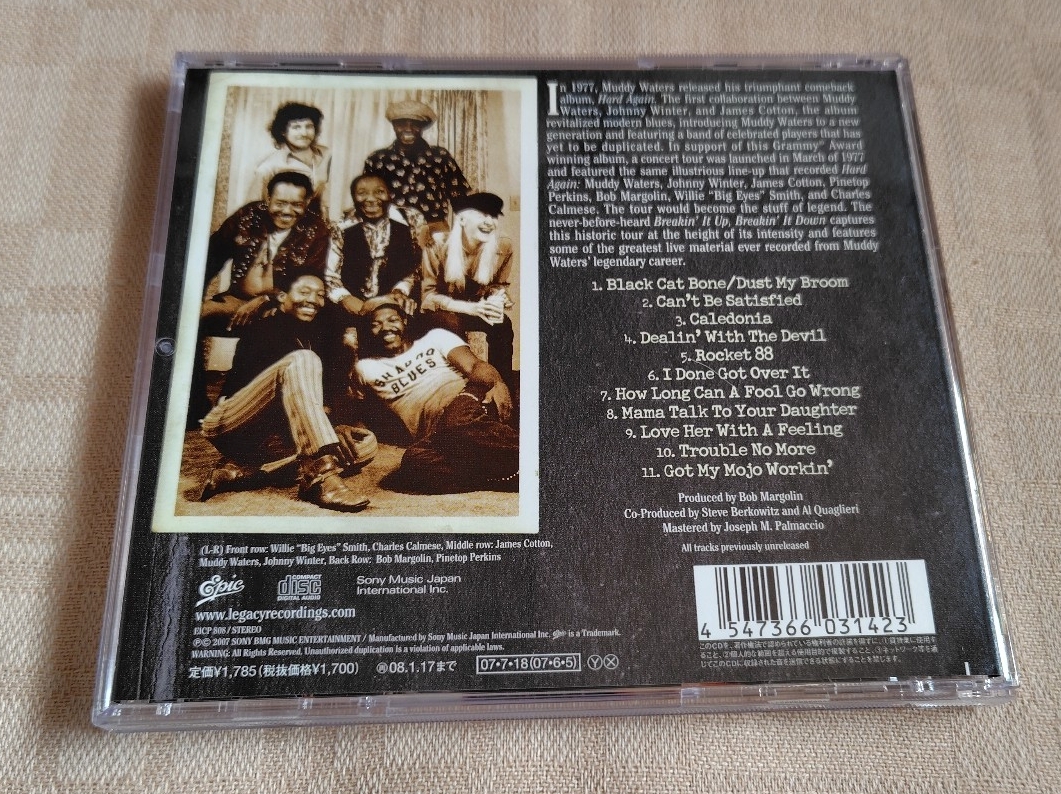 In 1977, Muddy Waters released his triumphant comeback
album, Hard Again. The first collaboration between Muddy
Waters, Johnny Winter, and James Cotton, the album
revitalized modern blues, introducing Muddy Waters to a new
generation and featuring a band of celebrated players that has
yet to be duplicated. In support of this Grammy® Award
winning album, a concert tour was launched in March of 1977
and featured the same illustrious line-up that recorded Hard
Again: Muddy Waters, Johnny Winter, James Cotton, Pinetop
Perkins, Bob Margolin, Willie "Big Eyes" Smith, and Charles
Calmese. The tour would become the stuff of legend. The
never-before-heard Breakin' It Up, Breakin' It Down captures
this historic tour at the height of its intensity and features
some of the greatest live material ever recorded from Muddy
Waters' legendary career.
1. Black Cat Bone/Dust My Broom
2. Can't Be Satisfied
3. Caledonia
4. Dealin' With The Devil
5. Rocket 88
6. I Done Got Over It
7. How Long Can A Fool Go Wrong
8. Mama Talk To Your Daughter
9. Love Her With A Feeling
10. Trouble No More
11. Got My Mojo Workin'
Produced by Bob Margolin
Co-Produced by Steve Berkowitz and Al Quaglieri
Mastered by Joseph M. Palmaccio
All tracks previously unreleased
BLUES
(L-R) Front row: Willie "Big Eyes" Smith, Charles Calmese, Middle row: James Cotton,
Muddy Waters, Johnny Winter, Back Row: Bob Margolin, Pinetop Perkins
Epic
COMPACT
disc
DIGITAL AUDIO
Sony Music Japan
International Inc.
www.legacyrecordings.com
EICP 808 / STEREO
℗© 2007 SONY BMG MUSIC ENTERTAINMENT / Manufactured by Sony Music Japan International Inc. Epic is a Trademark.
WARNING: All Rights Reserved. Unauthorized duplication is a violation of applicable laws.
定価¥1,785(税抜価格¥1,700) ㊞08.1.17まで 07・7・18(07・6・5) Ⓨ Ⓧ
4 547366 031423